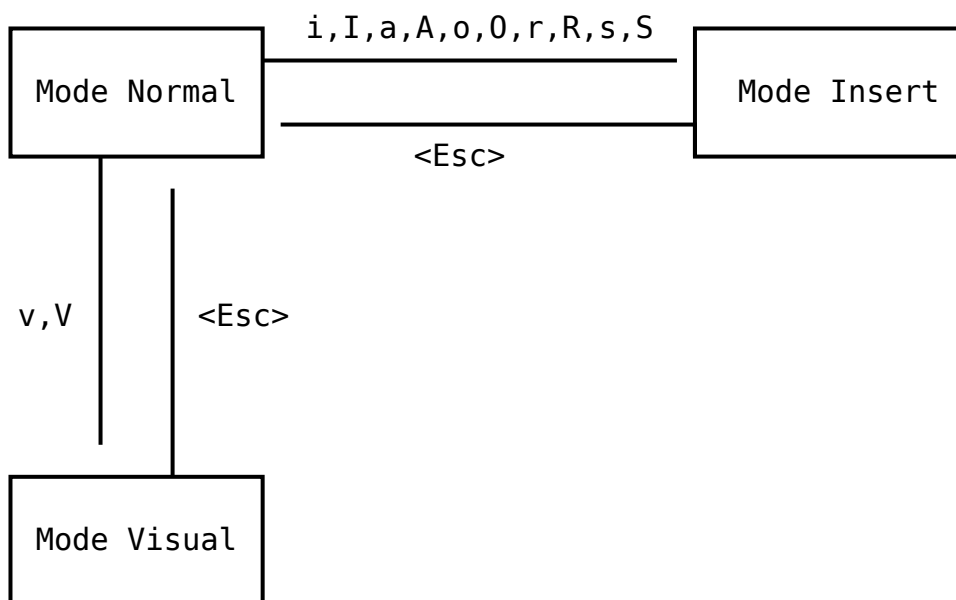 i,I,a,A,o,O,r,R,s,S
Mode Normal
Mode Insert
<Esc>
v,V
<Esc>
Mode Visual